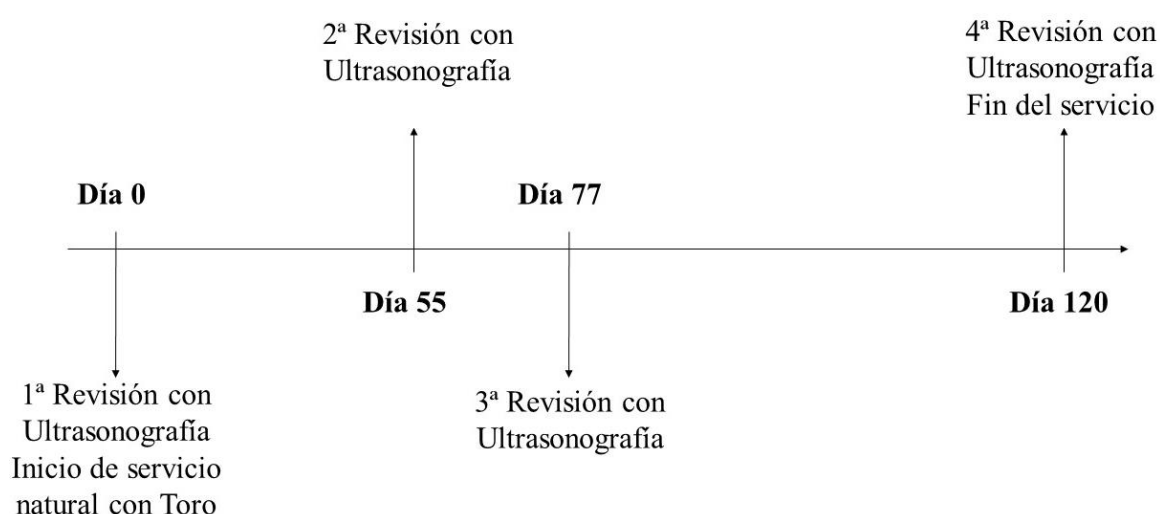 2ª Revisión con
Ultrasonografía
4ª Revisión con
Ultrasonografía
Fin del servicio
Día 0
Día 77
Día 55
Día 120
1ª Revisión con
Ultrasonografía
Inicio de servicio
natural con Toro
3ª Revisión con
Ultrasonografía